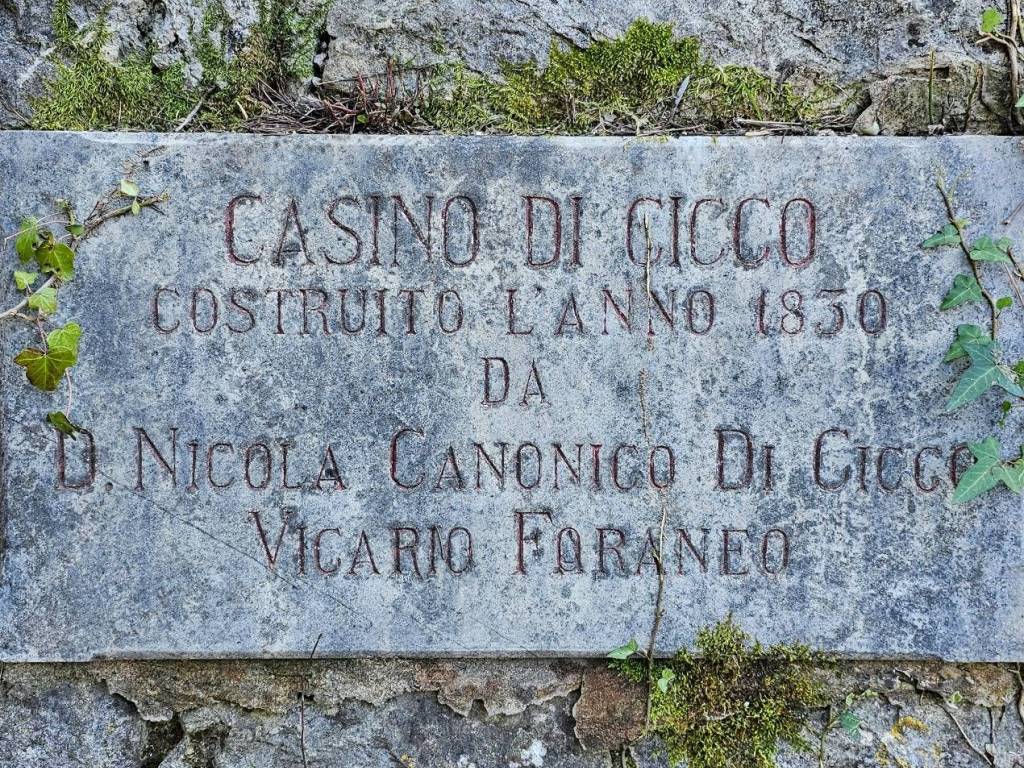 CASINO DI CICCO
COSTRUITO L'ANNO 1830
DA
D. NICOLA CANONICO DI CICCO
VICARIO FORANEO